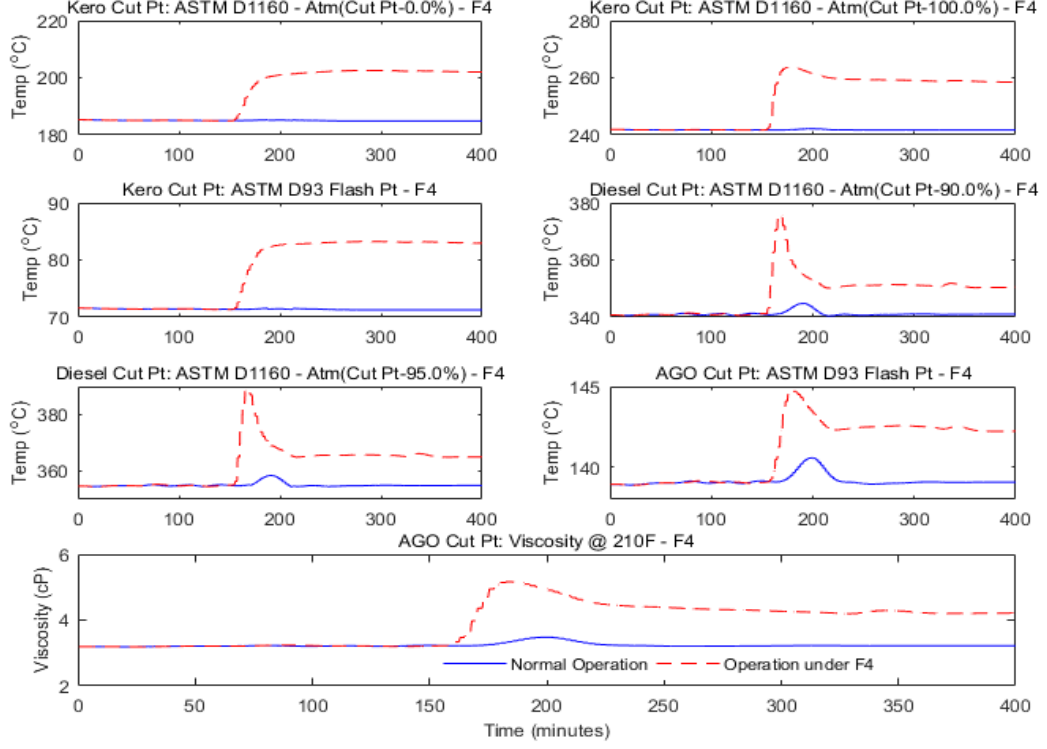 Kero Cut Pt: ASTM D1160 - Atm(Cut Pt-0.0%) - F4
Temp (°C)
220
200
180
0 100 200 300 400
Kero Cut Pt: ASTM D1160 - Atm(Cut Pt-100.0%) - F4
Temp (°C)
280
260
240
0 100 200 300 400
Kero Cut Pt: ASTM D93 Flash Pt - F4
Temp (°C)
90
80
70
0 100 200 300 400
Diesel Cut Pt: ASTM D1160 - Atm(Cut Pt-90.0%) - F4
Temp (°C)
380
360
340
0 100 200 300 400
Diesel Cut Pt: ASTM D1160 - Atm(Cut Pt-95.0%) - F4
Temp (°C)
380
360
0 100 200 300 400
AGO Cut Pt: ASTM D93 Flash Pt - F4
Temp (°C)
145
140
0 100 200 300 400
AGO Cut Pt: Viscosity @ 210F - F4
Viscosity (cP)
6
4
2
Normal Operation Operation under F4
0 50 100 150 200 250 300 350 400
Time (minutes)